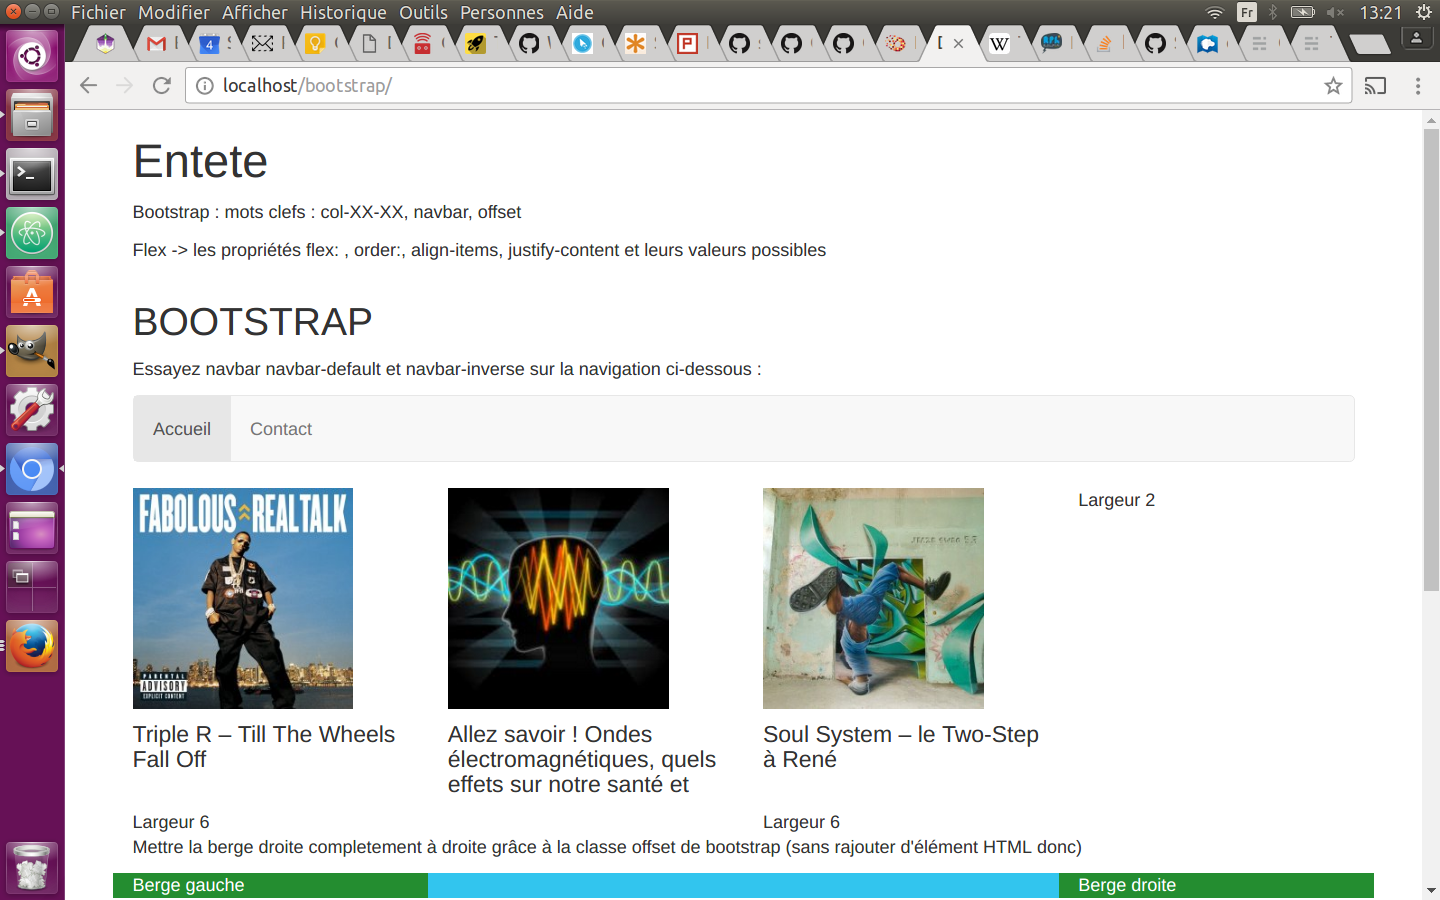 Fichier Modifier Afficher Historique Outils Personnes Aide
Fr
13:21
localhost/bootstrap/
Entete
Bootstrap : mots clefs : col-XX-XX, navbar, offset
Flex -> les propriétés flex: , order:, align-items, justify-content et leurs valeurs possibles
BOOTSTRAP
Essayez navbar navbar-default et navbar-inverse sur la navigation ci-dessous :
Accueil Contact
FABOLOUS REAL TALK
PARENTAL
ADVISORY
EXPLICIT CONTENT
Largeur 2
Triple R – Till The Wheels
Fall Off
Allez savoir ! Ondes
électromagnétiques, quels
effets sur notre santé et
Soul System – le Two-Step
à René
Largeur 6
Largeur 6
Mettre la berge droite completement à droite grâce à la classe offset de bootstrap (sans rajouter d'élément HTML donc)
Berge gauche
Berge droite